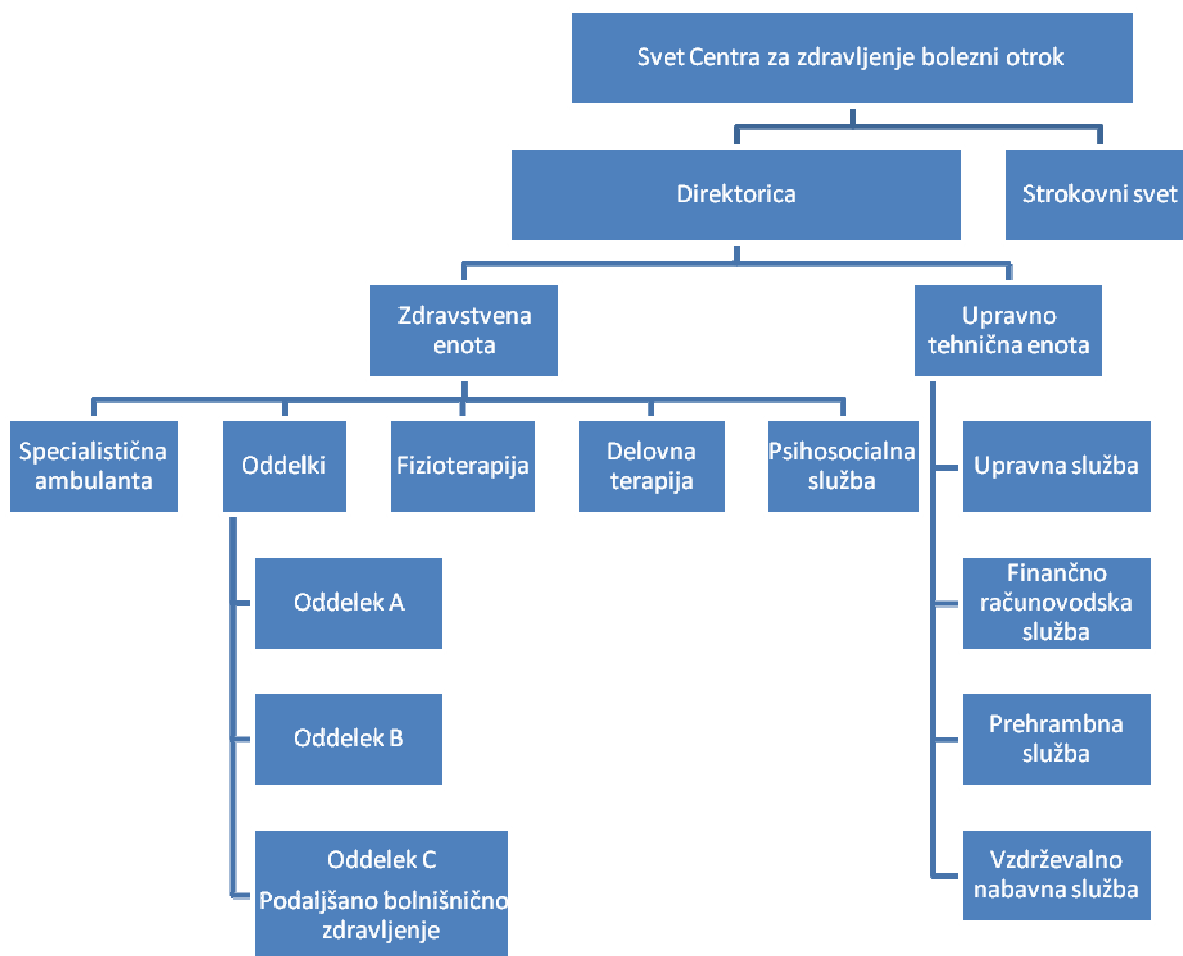 Svet Centra za zdravljenje bolezni otrok
Direktorica
Strokovni svet
Zdravstvena
enota
Upravno
tehnična enota
Specialistična
ambulanta
Oddelki
Fizioterapija
Delovna
terapija
Psihosocialna
služba
Upravna služba
Oddelek A
Finančno
računovodska
služba
Oddelek B
Prehrambna
služba
Oddelek C
Podaljšano bolnišnično
zdravljenje
Vzdrževalno
nabavna služba